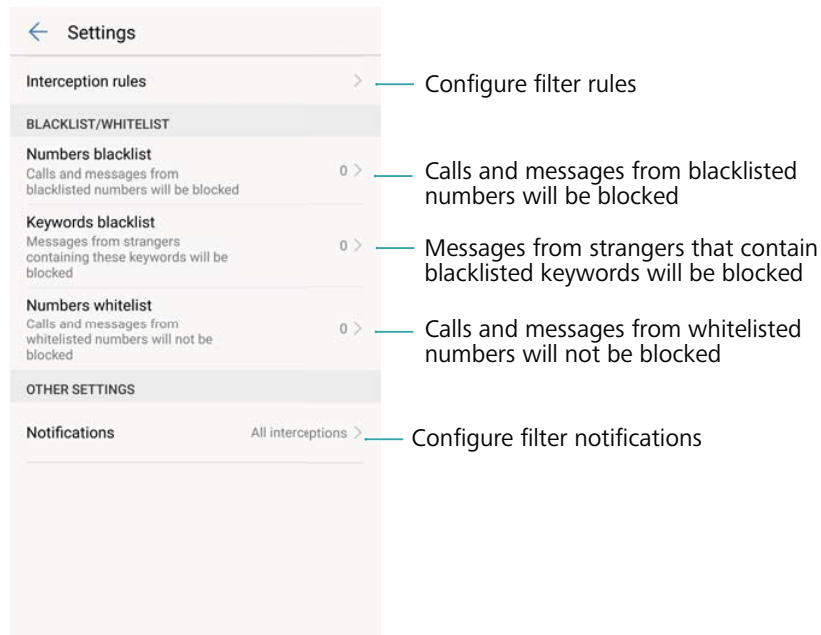 Settings
Interception rules
Configure filter rules
BLACKLIST/WHITELIST
Numbers blacklist
Calls and messages from
blacklisted numbers will be blocked
0
Calls and messages from blacklisted
numbers will be blocked
Keywords blacklist
Messages from strangers
containing these keywords will be
blocked
0
Messages from strangers that contain
blacklisted keywords will be blocked
Numbers whitelist
Calls and messages from
whitelisted numbers will not be
blocked
0
Calls and messages from whitelisted
numbers will not be blocked
OTHER SETTINGS
Notifications
All interceptions
Configure filter notifications